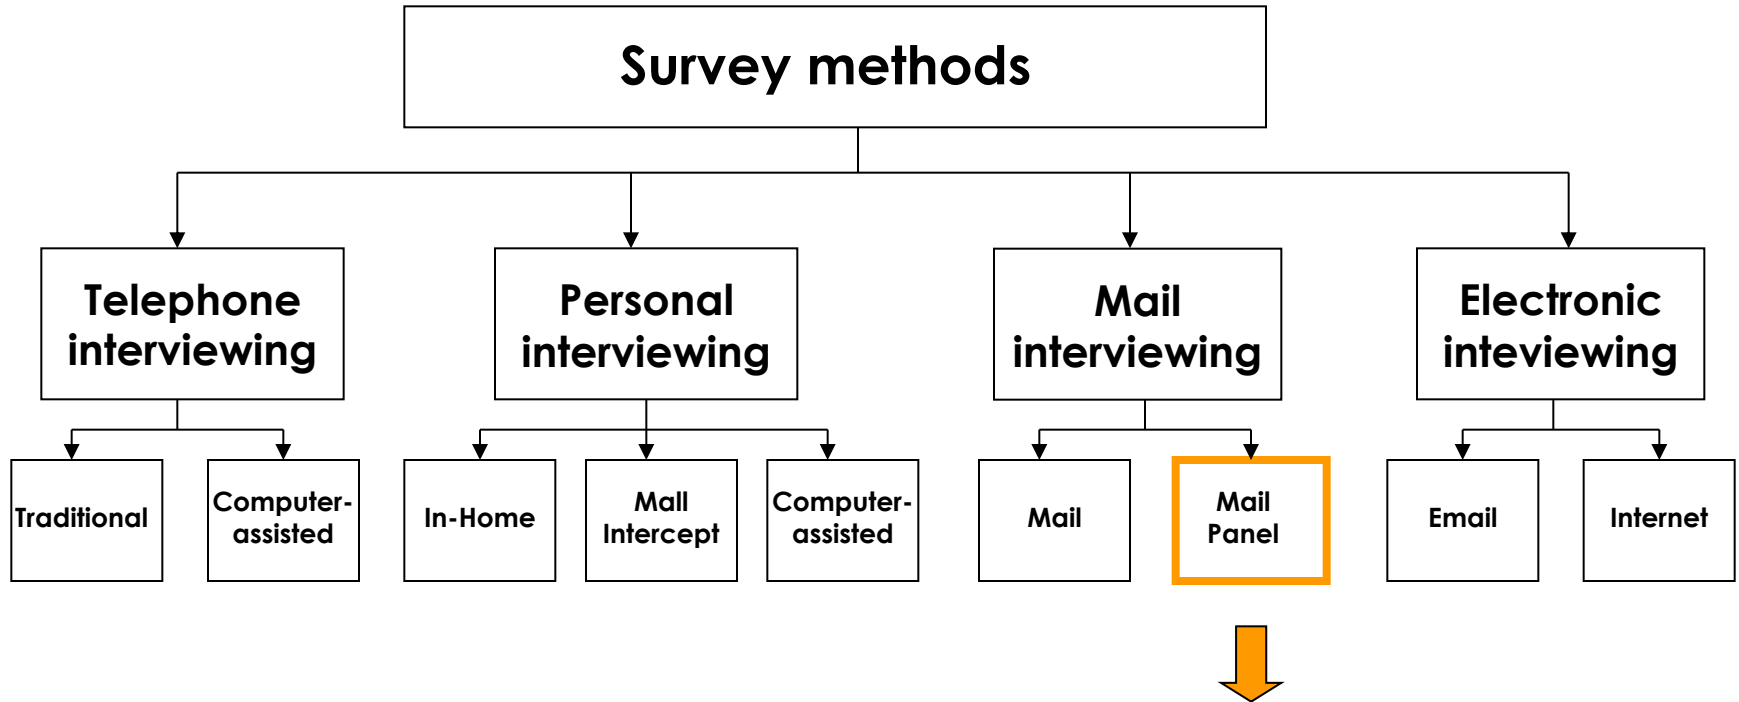 Survey methods
Telephone
interviewing
Personal
interviewing
Mail
interviewing
Electronic
inteviewing
Traditional
Computer-
assisted
In-Home
Mall
Intercept
Computer-
assisted
Mail
Mail
Panel
Email
Internet